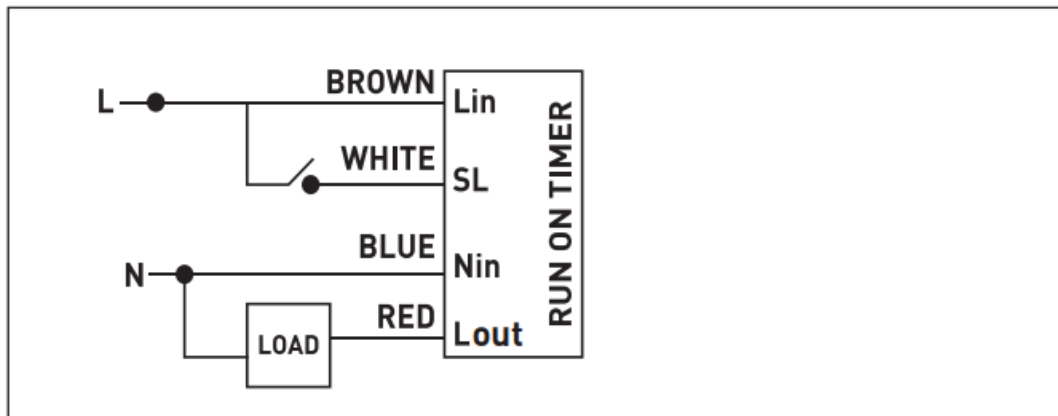 BROWN
L
Lin
WHITE
SL
BLUE
N
Nin
RED
LOAD
Lout
RUN ON TIMER